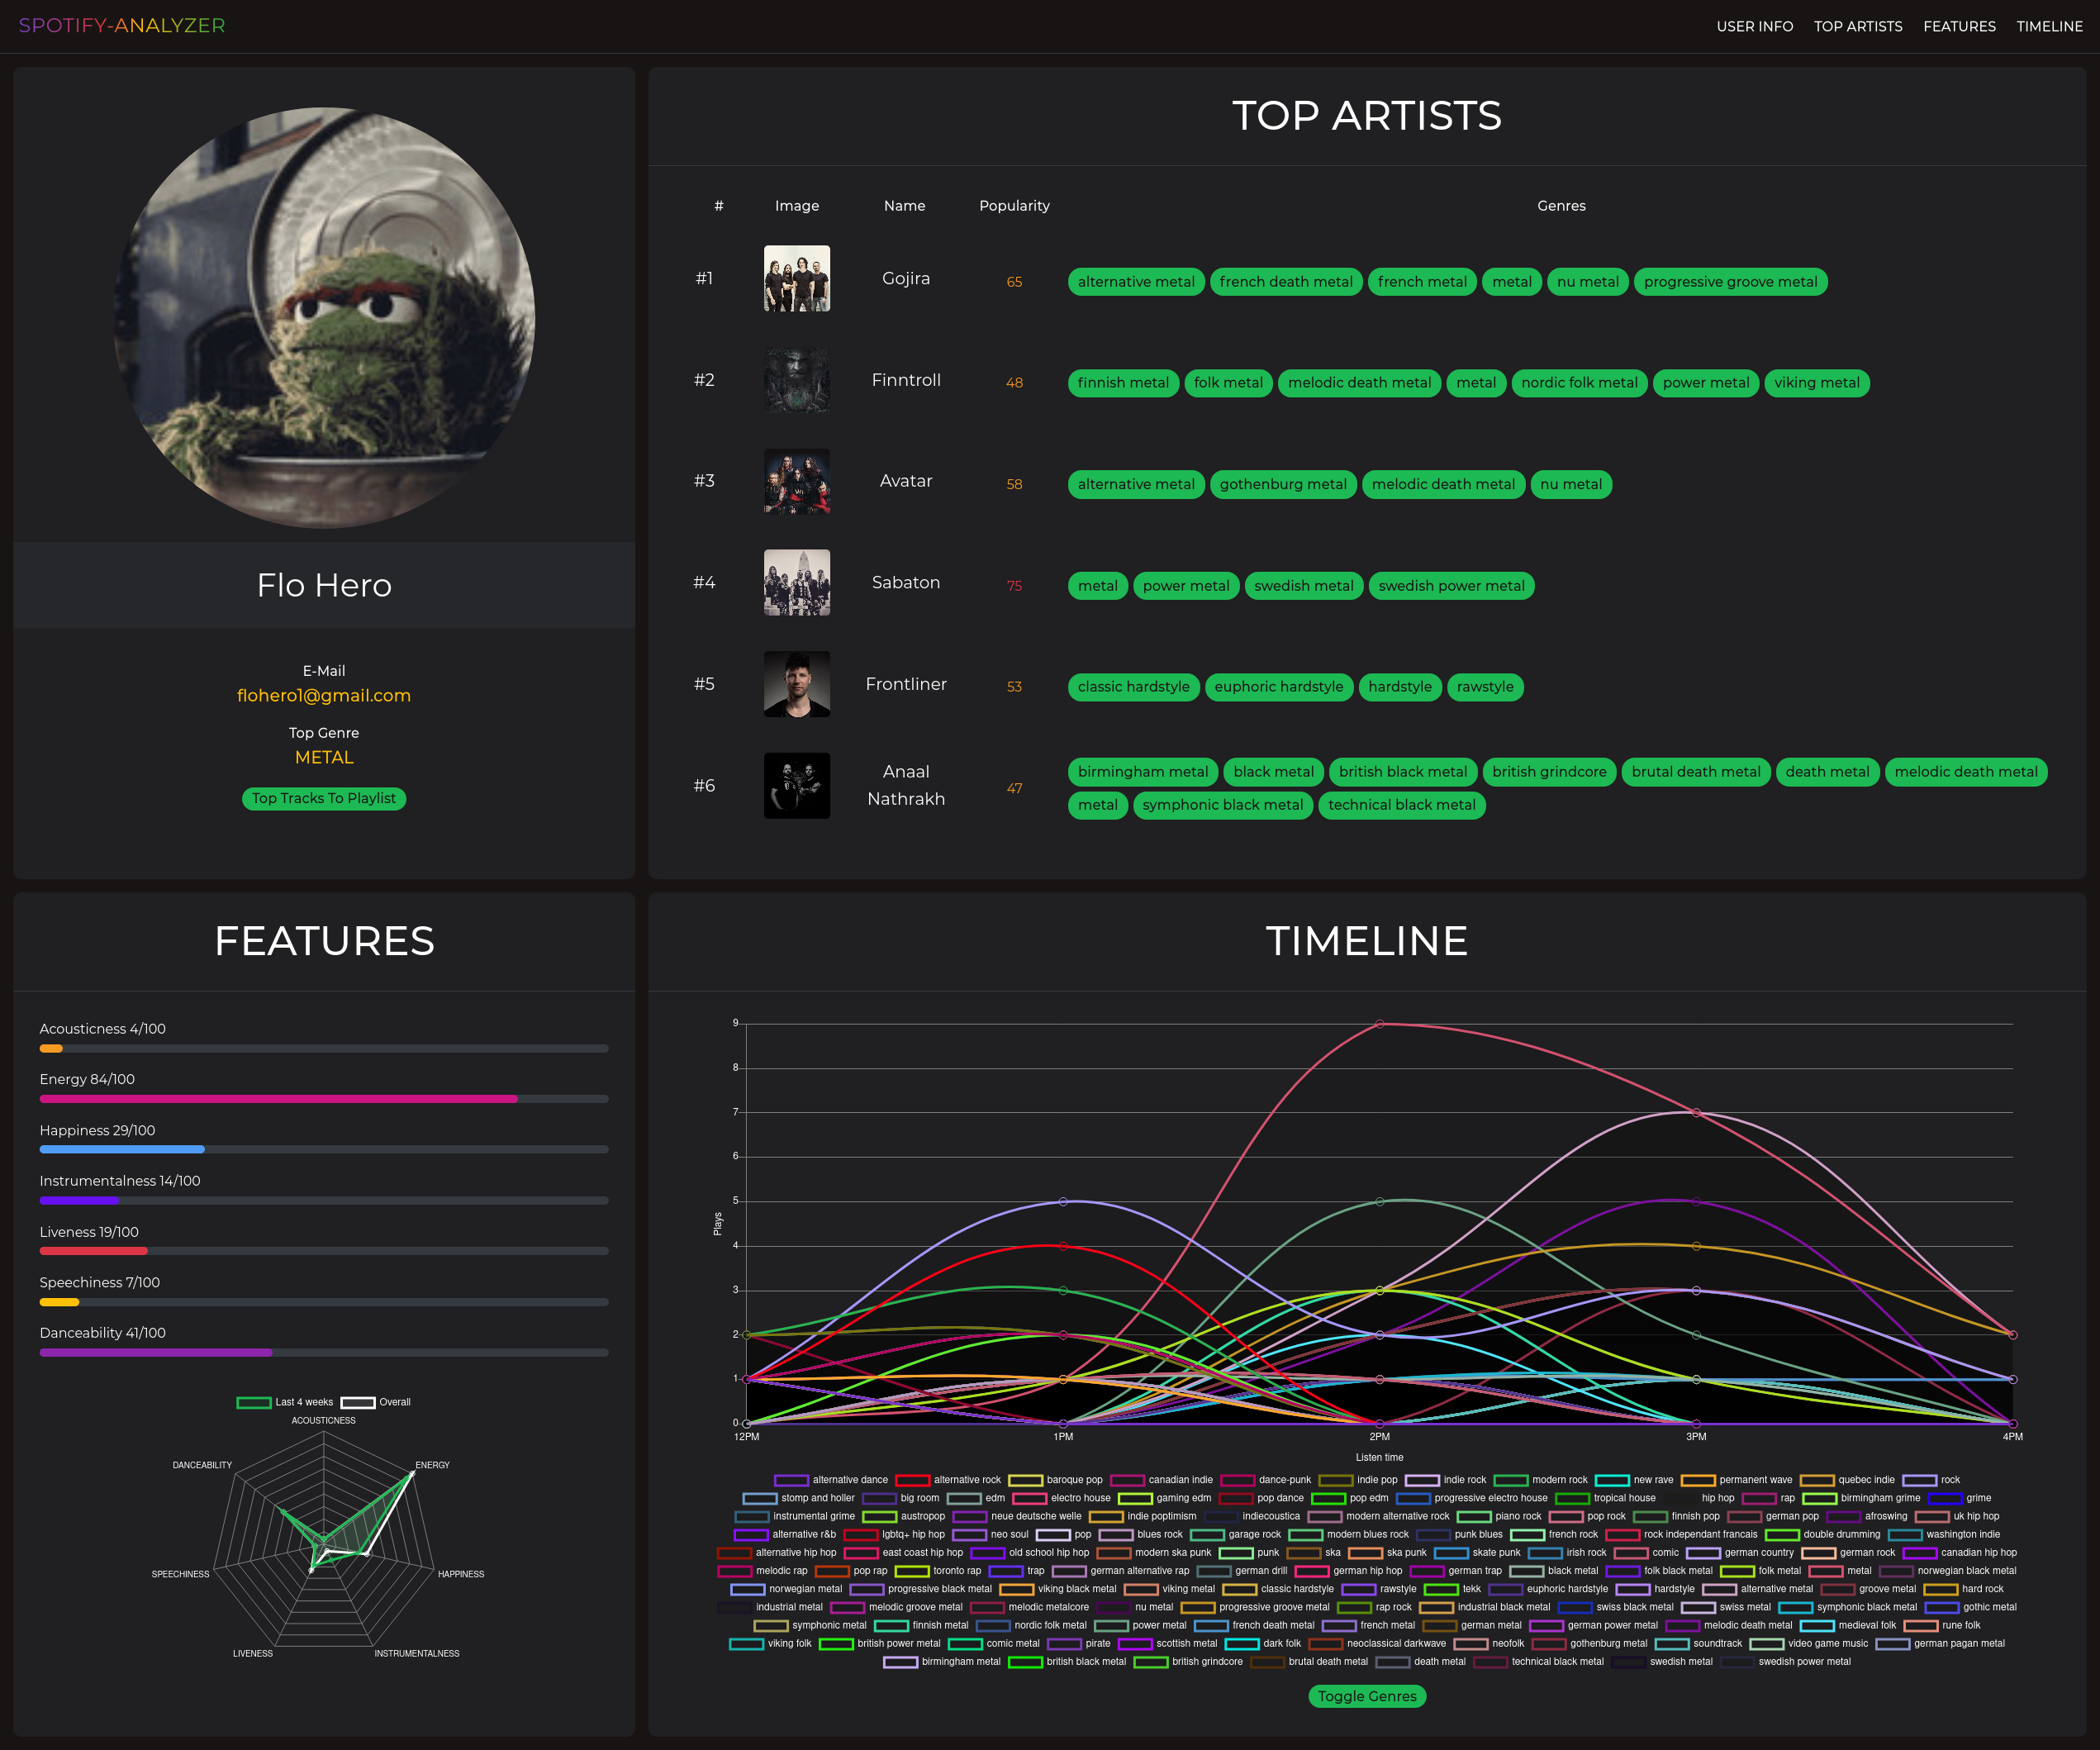 SPOTIFY-ANALYZER
USER INFO TOP ARTISTS FEATURES TIMELINE
Flo Hero
E-Mail
flohero1@gmail.com
Top Genre
METAL
Top Tracks To Playlist
TOP ARTISTS
# Image Name Popularity Genres
#1 Gojira 65 alternative metal french death metal french metal metal nu metal progressive groove metal
#2 Finntroll 48 finnish metal folk metal melodic death metal metal nordic folk metal power metal viking metal
#3 Avatar 58 alternative metal gothenburg metal melodic death metal nu metal
#4 Sabaton 75 metal power metal swedish metal swedish power metal
#5 Frontliner 53 classic hardstyle euphoric hardstyle hardstyle rawstyle
#6 Anaal Nathrakh 47 birmingham metal black metal british black metal british grindcore brutal death metal death metal melodic death metal
metal symphonic black metal technical black metal
FEATURES
Acousticness 4/100
Energy 84/100
Happiness 29/100
Instrumentalness 14/100
Liveness 19/100
Speechiness 7/100
Danceability 41/100
Last 4 weeks Overall
ACOUSTICNESS
DANCEABILITY ENERGY
SPEECHINESS HAPPINESS
LIVENESS INSTRUMENTALNESS
TIMELINE
9
8
7
6
5
Plays
4
3
2
1
0
12PM 1PM 2PM 3PM 4PM
Listen time
alternative dance alternative rock baroque pop canadian indie dance-punk indie pop indie rock modern rock new rave permanent wave quebec indie rock
stomp and holler big room edm electro house gaming edm pop dance pop edm progressive electro house tropical house hip hop rap birmingham grime grime
instrumental grime austropop neue deutsche welle indie poptimism indiecoustica modern alternative rock piano rock pop rock finnish pop german pop afroswing uk hip hop
alternative r&b lgbtq+ hip hop neo soul pop blues rock garage rock modern blues rock punk blues french rock rock independant francais double drumming washington indie
alternative hip hop east coast hip hop old school hip hop modern ska punk punk ska ska punk skate punk irish rock comic german country german rock canadian hip hop
melodic rap pop rap toronto rap trap german alternative rap german drill german hip hop german trap black metal folk black metal folk metal metal norwegian black metal
norwegian metal progressive black metal viking black metal viking metal classic hardstyle rawstyle tekk euphoric hardstyle hardstyle alternative metal groove metal hard rock
industrial metal melodic groove metal melodic metalcore nu metal progressive groove metal rap rock industrial black metal swiss black metal swiss metal symphonic black metal gothic metal
symphonic metal finnish metal nordic folk metal power metal french death metal french metal german metal german power metal melodic death metal medieval folk rune folk
viking folk british power metal comic metal pirate scottish metal dark folk neoclassical darkwave neofolk gothenburg metal soundtrack video game music german pagan metal
birmingham metal british black metal british grindcore brutal death metal death metal technical black metal swedish metal swedish power metal
Toggle Genres